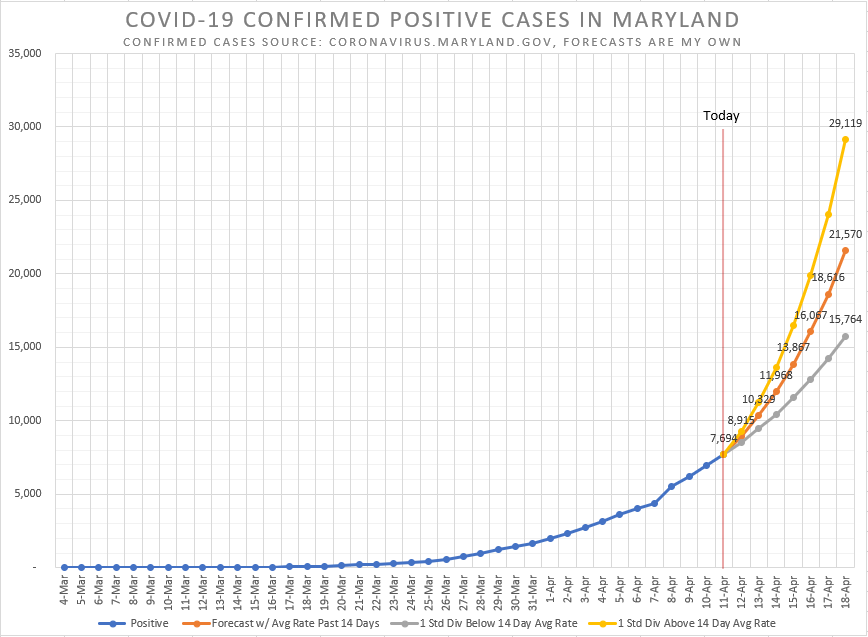 COVID-19 CONFIRMED POSITIVE CASES IN MARYLAND
CONFIRMED CASES SOURCE: CORONAVIRUS.MARYLAND.GOV, FORECASTS ARE MY OWN
35,000
30,000
25,000
20,000
15,000
10,000
5,000
-
Today
29,119
21,570
18,616
16,067
15,764
13,867
11,968
10,329
8,915
7,694
4-Mar
5-Mar
6-Mar
7-Mar
8-Mar
9-Mar
10-Mar
11-Mar
12-Mar
13-Mar
14-Mar
15-Mar
16-Mar
17-Mar
18-Mar
19-Mar
20-Mar
21-Mar
22-Mar
23-Mar
24-Mar
25-Mar
26-Mar
27-Mar
28-Mar
29-Mar
30-Mar
31-Mar
1-Apr
2-Apr
3-Apr
4-Apr
5-Apr
6-Apr
7-Apr
8-Apr
9-Apr
10-Apr
11-Apr
12-Apr
13-Apr
14-Apr
15-Apr
16-Apr
17-Apr
18-Apr
Positive
Forecast w/ Avg Rate Past 14 Days
1 Std Div Below 14 Day Avg Rate
1 Std Div Above 14 Day Avg Rate